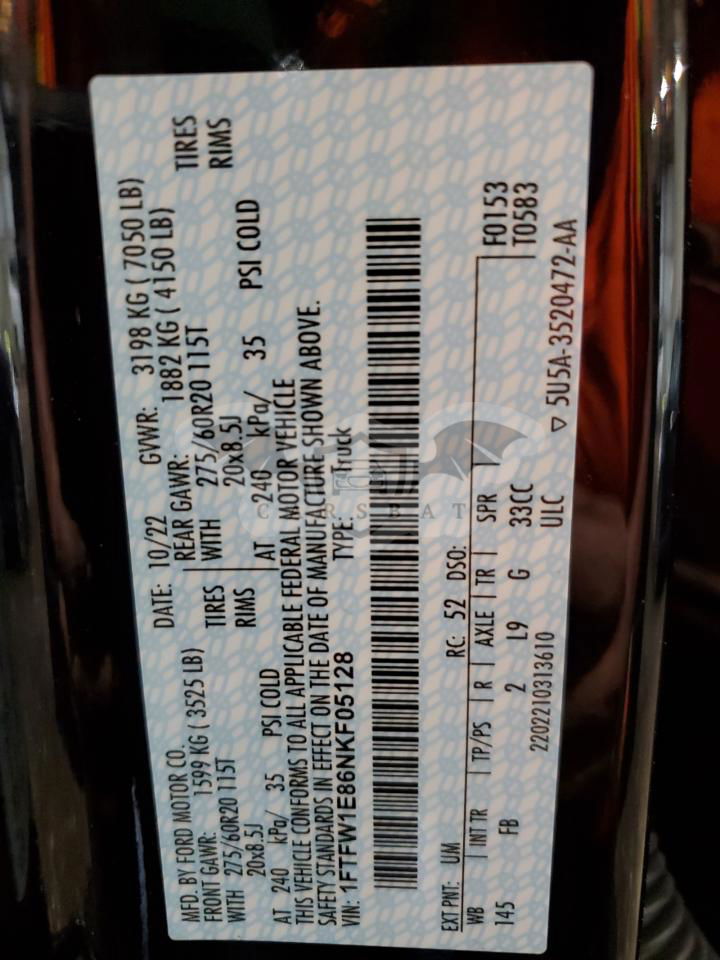 MFD. BY FORD MOTOR CO. DATE: 10/22 GVWR: 3198 KG ( 7050 LB)
FRONT GAWR: 1599 KG ( 3525 LB) REAR GAWR: 1882 KG ( 4150 LB)
WITH 275/60R20 115T TIRES WITH 275/60R20 115T TIRES
20x8.5J RIMS 20x8.5J RIMS
AT 240 kPa/ 35 PSI COLD AT 240 kPa/ 35 PSI COLD
THIS VEHICLE CONFORMS TO ALL APPLICABLE FEDERAL MOTOR VEHICLE
SAFETY STANDARDS IN EFFECT ON THE DATE OF MANUFACTURE SHOWN ABOVE.
VIN: 1FTFW1E86NKF05128 TYPE: Truck
CARSBAT
EXT PNT: UM RC: 52 DSO:
WB INT TR TP/PS R AXLE TR SPR F0153
145 FB 2 L9 G 33CC T0583
ULC
2202210313610 ▽ 5U5A-3520472-AA